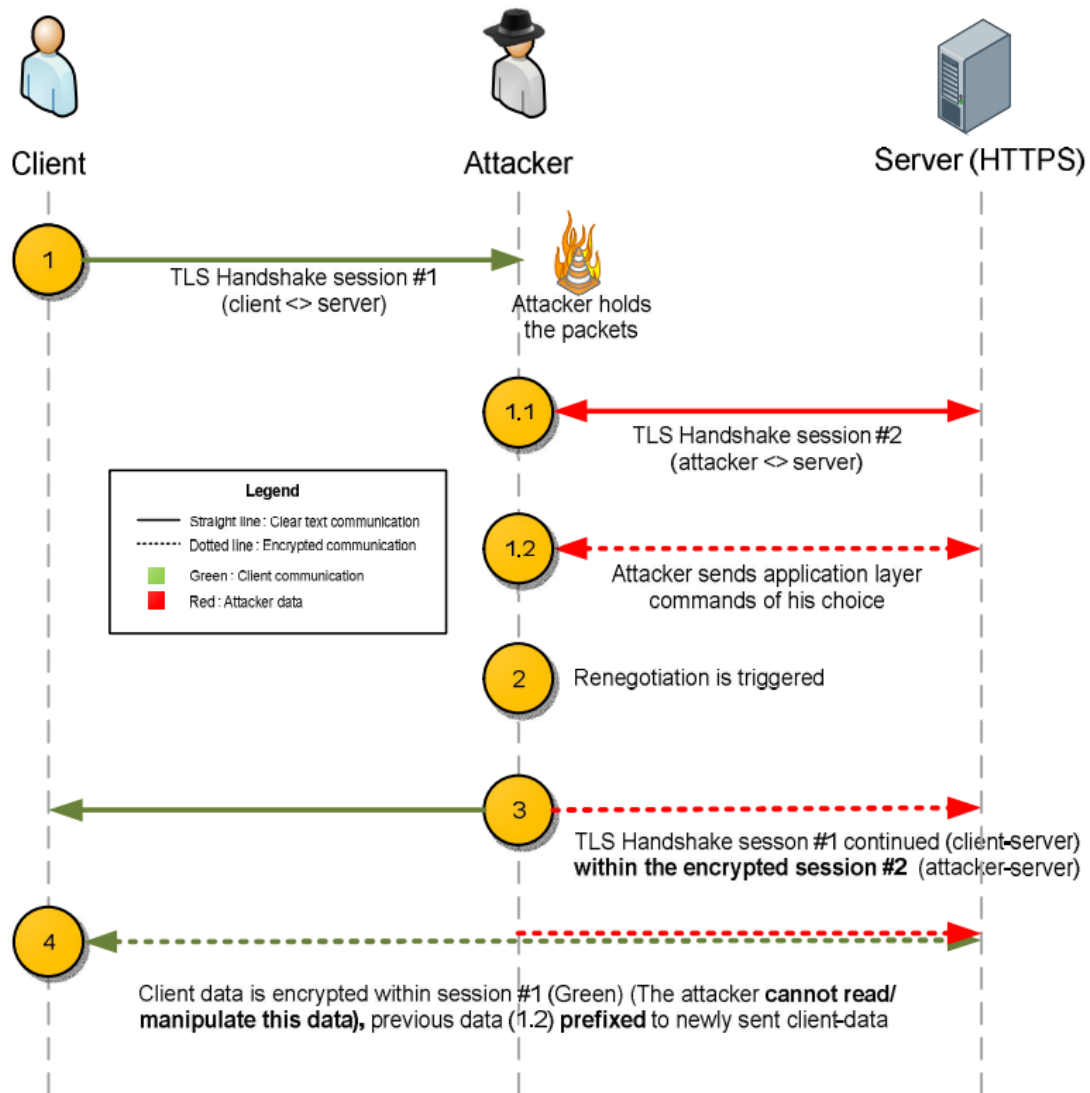 Client
Attacker
Server (HTTPS)
1
TLS Handshake session #1
(client <> server)
Attacker holds
the packets
1.1
TLS Handshake session #2
(attacker <> server)
Legend
Straight line : Clear text communication
Dotted line : Encrypted communication
Green : Client communication
Red : Attacker data
1.2
Attacker sends application layer
commands of his choice
2
Renegotiation is triggered
3
TLS Handshake sesson #1 continued (client-server)
within the encrypted session #2 (attacker-server)
4
Client data is encrypted within session #1 (Green) (The attacker cannot read/
manipulate this data), previous data (1.2) prefixed to newly sent client-data